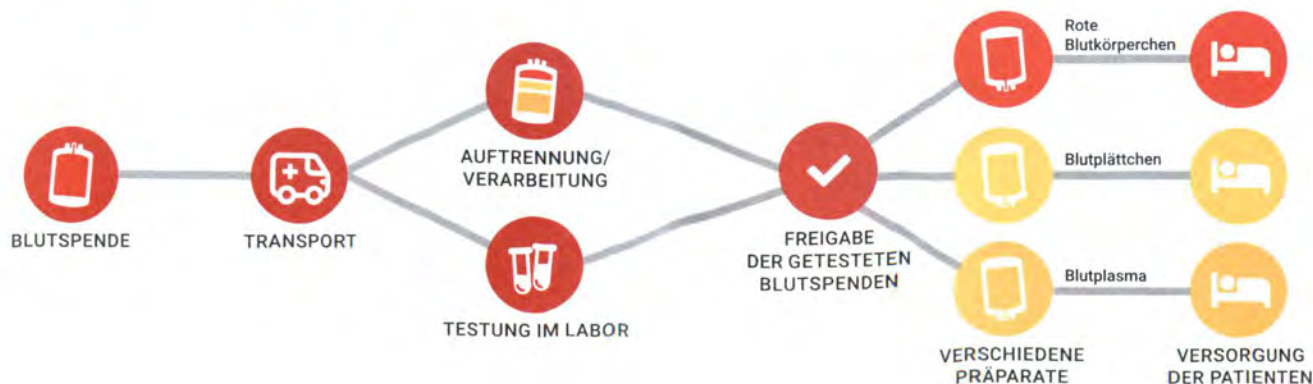 BLUTSPENDE
TRANSPORT
AUFTRENNUNG/
VERARBEITUNG
TESTUNG IM LABOR
FREIGABE
DER GETESTETEN
BLUTSPENDEN
Rote
Blutkörperchen
Blutplättchen
Blutplasma
VERSCHIEDENE
PRÄPARATE
VERSORGUNG
DER PATIENTEN